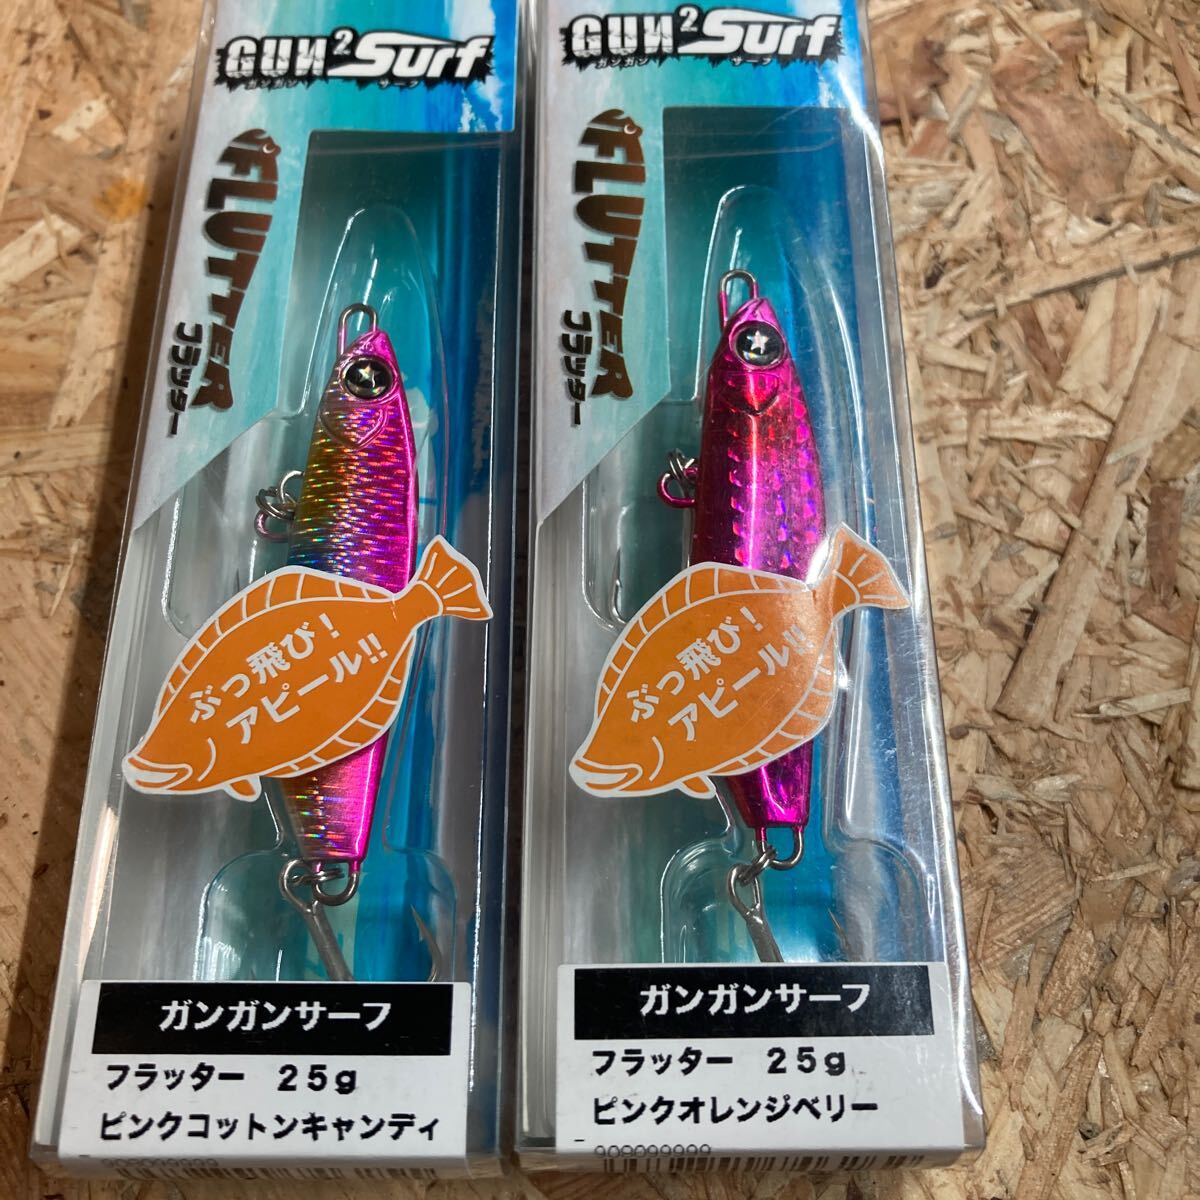 GUN²Surf
ガンガン サーフ
FLUTTER
フラッター
ぶっ飛び!
アピール!!
ガンガンサーフ
フラッター 25g
ピンクコットンキャンディ
GUN²Surf
ガンガン サーフ
FLUTTER
フラッター
ぶっ飛び!
アピール!!
ガンガンサーフ
フラッター 25g
ピンクオレンジベリー